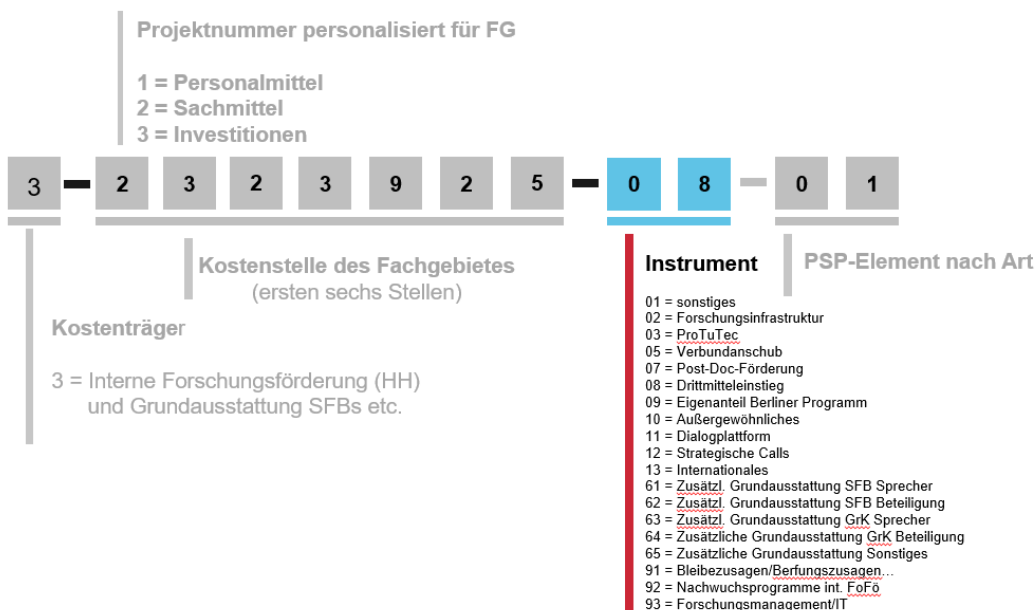 Projektnummer personalisiert für FG
1 = Personalmittel
2 = Sachmittel
3 = Investitionen
3 - 2 3 2 3 9 2 5 - 0 8 - 0 1
Kostenstelle des Fachgebietes
(ersten sechs Stellen)
Kostenträger
3 = Interne Forschungsförderung (HH)
und Grundausstattung SFBs etc.
Instrument
01 = sonstiges
02 = Forschungsinfrastruktur
03 = ProTuTec
05 = Verbundanschub
07 = Post-Doc-Förderung
08 = Drittmitteleinstieg
09 = Eigenanteil Berliner Programm
10 = Außergewöhnliches
11 = Dialogplattform
12 = Strategische Calls
13 = Internationales
61 = Zusätzl. Grundausstattung SFB Sprecher
62 = Zusätzl. Grundausstattung SFB Beteiligung
63 = Zusätzl. Grundausstattung GrK Sprecher
64 = Zusätzliche Grundausstattung GrK Beteiligung
65 = Zusätzliche Grundausstattung Sonstiges
91 = Bleibezusagen/Berfungszusagen…
92 = Nachwuchsprogramme int. FoFö
93 = Forschungsmanagement/IT
PSP-Element nach Art